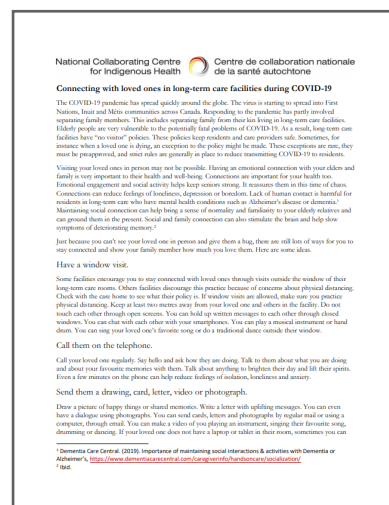 National Collaborating Centre
for Indigenous Health
Centre de collaboration nationale
de la santé autochtone
Connecting with loved ones in long-term care facilities during COVID-19
The COVID-19 pandemic has spread quickly around the globe. The virus is starting to spread into First
Nations, Inuit and Métis communities across Canada. Responding to the pandemic has partly involved
separating family members. This includes separating family from their kin living in long-term care facilities.
Elderly people are very vulnerable to the potentially fatal problems of COVID-19. As a result, long-term care
facilities have “no visitor” policies. These policies keep residents and care providers safe. Sometimes, for
instance when a loved one is dying, an exception to the policy might be made. These exceptions are rare, they
must be preapproved, and strict rules are generally in place to reduce transmitting COVID-19 to residents.
Visiting your loved ones in person may not be possible. Having an emotional connection with your elders and
family is very important to their health and well-being. Connections are important for your health too.
Emotional engagement and social activity helps keep seniors strong. It reassures them in this time of chaos.
Connections can reduce feelings of loneliness, depression or boredom. Lack of human contact is harmful for
residents in long-term care who have mental health conditions such as Alzheimer’s disease or dementia.¹
Maintaining social connection can help bring a sense of normality and familiarity to your elderly relatives and
can ground them in the present. Social and family connection can also stimulate the brain and help slow
symptoms of deteriorating memory.²
Just because you can’t see your loved one in person and give them a hug, there are still lots of ways for you to
stay connected and show your family member how much you love them. Here are some ideas.
Have a window visit.
Some facilities encourage you to stay connected with loved ones through visits outside the window of their
long-term care rooms. Others facilities discourage this practice because of concerns about physical distancing.
Check with the care home to see what their policy is. If window visits are allowed, make sure you practice
physical distancing. Keep at least two metres away from your loved one and others in the facility. Do not
touch each other through open screens. You can hold up written messages to each other through closed
windows. You can chat with each other with your smartphones. You can play a musical instrument or hand
drum. You can sing your loved one’s favorite song or do a traditional dance outside their window.
Call them on the telephone.
Call your loved one regularly. Say hello and ask how they are doing. Talk to them about what you are doing
and about your favourite memories with them. Talk about anything to brighten their day and lift their spirits.
Even a few minutes on the phone can help reduce feelings of isolation, loneliness and anxiety.
Send them a drawing, card, letter, video or photograph.
Draw a picture of happy things or shared memories. Write a letter with uplifting messages. You can even
have a dialogue using photographs. You can send cards, letters and photographs by regular mail or using a
computer, through email. You can make a video of you playing an instrument, singing their favourite song,
drumming or dancing. If your loved one does not have a laptop or tablet in their room, sometimes you can
¹ Dementia Care Central. (2019). Importance of maintaining social interactions & activities with Dementia or
Alzheimer’s, https://www.dementiacarecentral.com/caregiverinfo/handsoncare/socialization/
² Ibid.